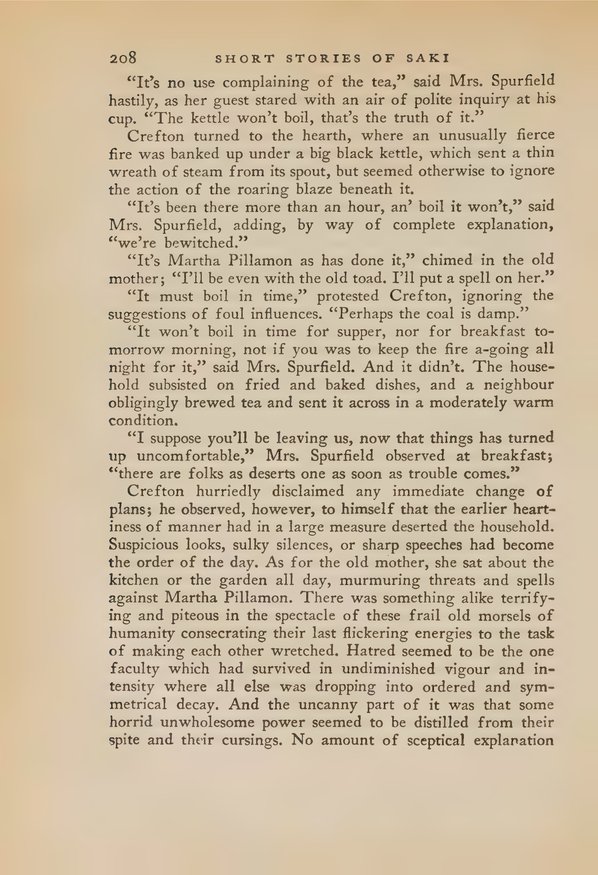 208 SHORT STORIES OF SAKI
“It’s no use complaining of the tea,” said Mrs. Spurfield
hastily, as her guest stared with an air of polite inquiry at his
cup. “The kettle won’t boil, that’s the truth of it.”
Crefton turned to the hearth, where an unusually fierce
fire was banked up under a big black kettle, which sent a thin
wreath of steam from its spout, but seemed otherwise to ignore
the action of the roaring blaze beneath it.
“It’s been there more than an hour, an’ boil it won’t,” said
Mrs. Spurfield, adding, by way of complete explanation,
“we’re bewitched.”
“It’s Martha Pillamon as has done it,” chimed in the old
mother; “I’ll be even with the old toad. I’ll put a spell on her.”
“It must boil in time,” protested Crefton, ignoring the
suggestions of foul influences. “Perhaps the coal is damp.”
“It won’t boil in time for supper, nor for breakfast to-
morrow morning, not if you was to keep the fire a-going all
night for it,” said Mrs. Spurfield. And it didn’t. The house-
hold subsisted on fried and baked dishes, and a neighbour
obligingly brewed tea and sent it across in a moderately warm
condition.
“I suppose you’ll be leaving us, now that things has turned
up uncomfortable,” Mrs. Spurfield observed at breakfast;
“there are folks as deserts one as soon as trouble comes.”
Crefton hurriedly disclaimed any immediate change of
plans; he observed, however, to himself that the earlier heart-
iness of manner had in a large measure deserted the household.
Suspicious looks, sulky silences, or sharp speeches had become
the order of the day. As for the old mother, she sat about the
kitchen or the garden all day, murmuring threats and spells
against Martha Pillamon. There was something alike terrify-
ing and piteous in the spectacle of these frail old morsels of
humanity consecrating their last flickering energies to the task
of making each other wretched. Hatred seemed to be the one
faculty which had survived in undiminished vigour and in-
tensity where all else was dropping into ordered and sym-
metrical decay. And the uncanny part of it was that some
horrid unwholesome power seemed to be distilled from their
spite and their cursings. No amount of sceptical explanation